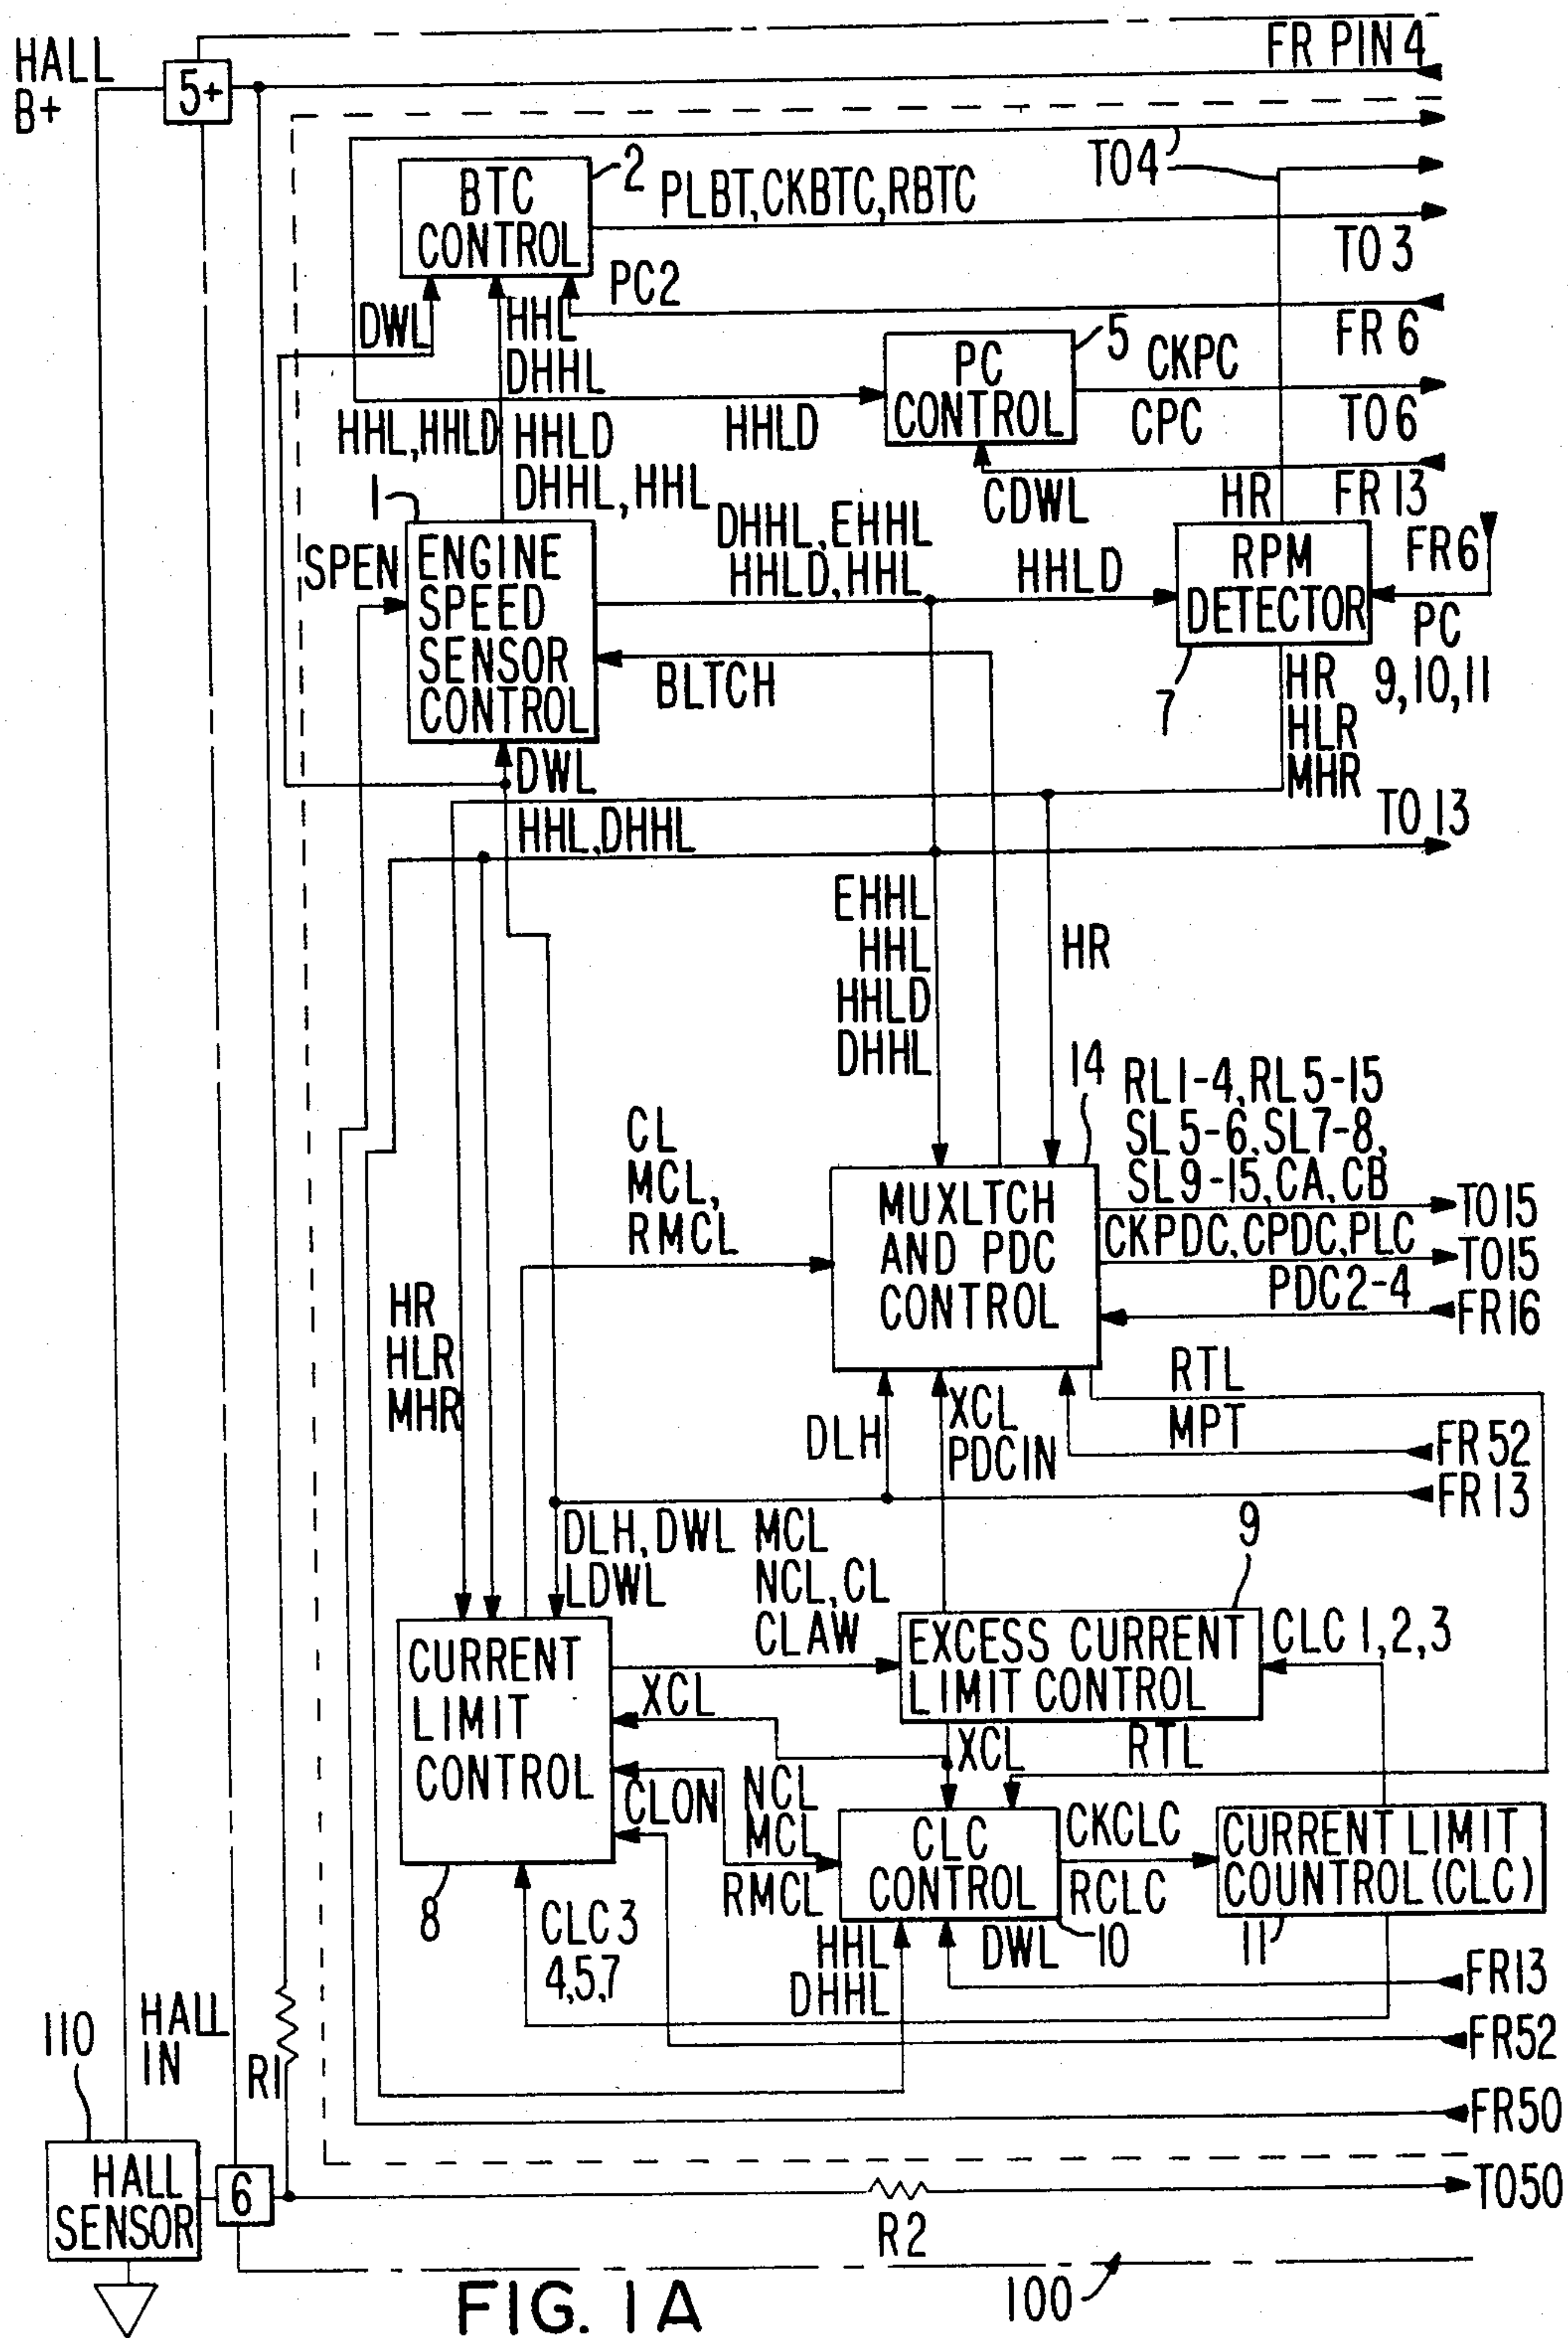 FR PIN 4
HALL
B+
5+
TO4
2
BTC
CONTROL
PLBT,CKBTC,RBTC
TO 3
PC2
DWL
HHL
DHHL
FR 6
5
PC
CONTROL
CKPC
CPC
TO 6
HHL,HHLD
HHLD
DHHL,HHL
HHLD
CDWL
HR
FR 13
1
SPEN
ENGINE
SPEED
SENSOR
CONTROL
DHHL,EHHL
HHLD,HHL
HHLD
RPM
DETECTOR
FR6
PC
9,10,11
7
BLTCH
HR
HLR
MHR
DWL
HHL,DHHL
TO 13
EHHL
HHL
HHLD
DHHL
HR
14
RL1-4,RL5-15
SL5-6,SL7-8,
SL9-15,CA,CB
TO15
CL
MCL,
RMCL
MUXLTCH
AND PDC
CONTROL
CKPDC,CPDC,PLC
TO15
PDC2-4
FR16
HR
HLR
MHR
RTL
DLH
XCL
PDCIN
MPT
FR52
FR13
DLH,DWL
LDWL
MCL
NCL,CL
CLAW
9
CURRENT
LIMIT
CONTROL
EXCESS CURRENT
LIMIT CONTROL
CLC 1,2,3
XCL
XCL
RTL
CLON
NCL
MCL
RMCL
CLC
CONTROL
CKCLC
RCLC
CURRENT LIMIT
COUNTROL(CLC)
8
CLC 3
4,5,7
HHL
DHHL
DWL
10
11
FR13
FR52
110
HALL
IN
R1
FR50
HALL
SENSOR
6
TO50
R2
100
FIG. 1A